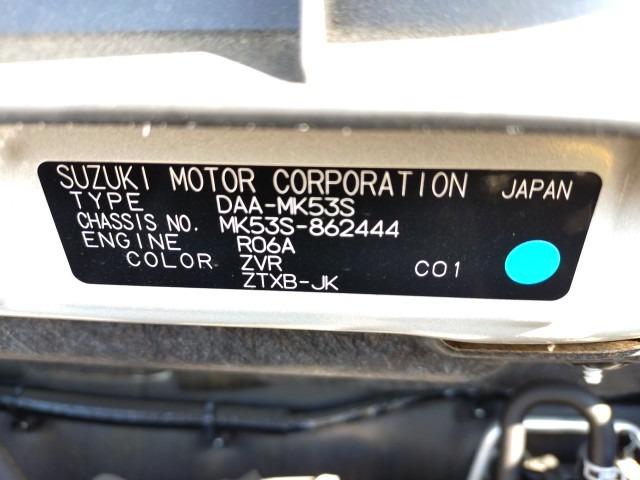 SUZUKI MOTOR CORPORATION JAPAN
TYPE DAA-MK53S
CHASSIS NO. MK53S-862444
ENGINE R06A
COLOR ZVR C01
ZTXB-JK